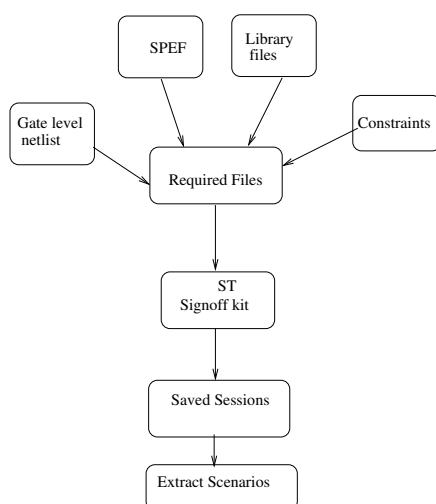 SPEF
Library
files
Gate level
netlist
Constraints
Required Files
ST
Signoff kit
Saved Sessions
Extract Scenarios